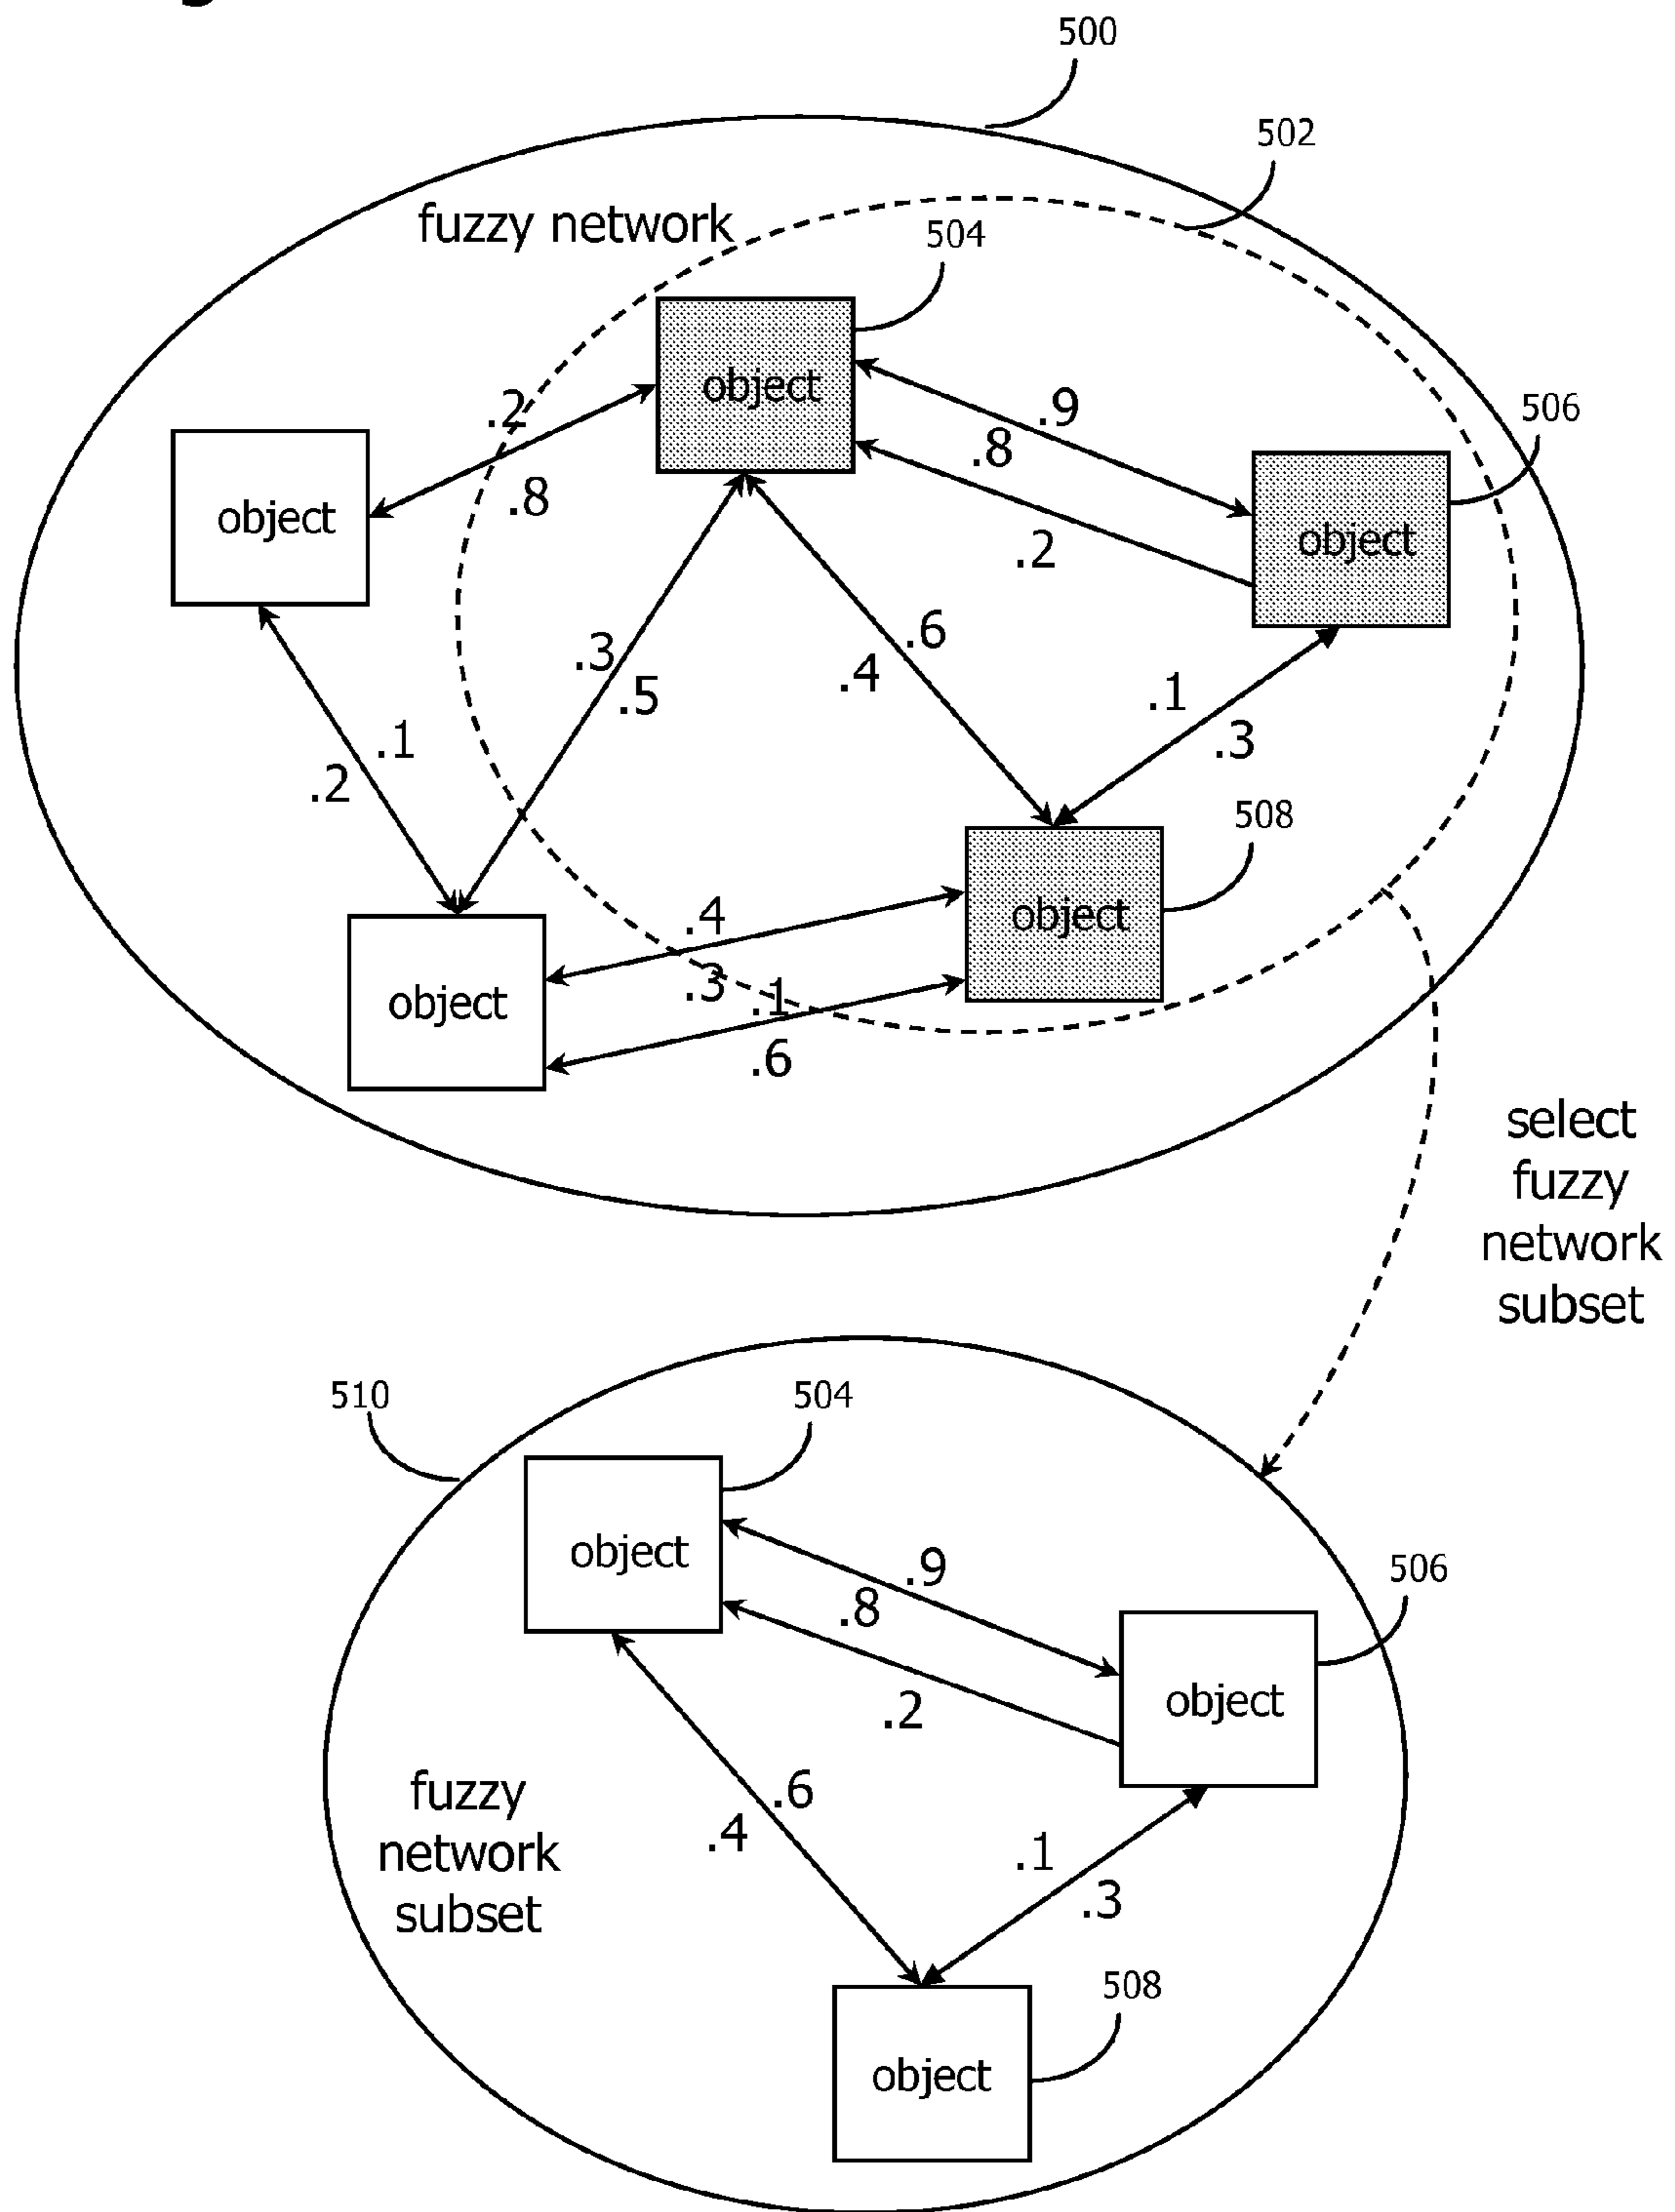 500
502
fuzzy network
504
object
.2
.8
.9
.8
.2
506
object
object
.3
.5
.6
.4
.1
.3
.1
.2
508
object
.4
.3
.1
.6
object
select
fuzzy
network
subset
510
504
object
.9
.8
.2
506
object
fuzzy
network
subset
.6
.4
.1
.3
508
object